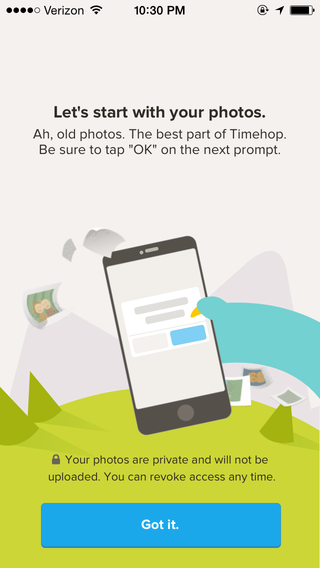 Verizon 10:30 PM
Let's start with your photos.
Ah, old photos. The best part of Timehop.
Be sure to tap "OK" on the next prompt.
Your photos are private and will not be
uploaded. You can revoke access any time.
Got it.